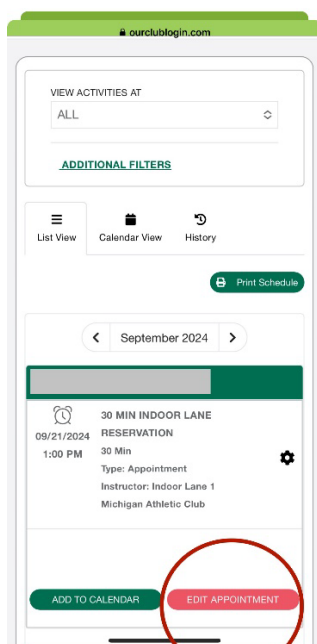 ourclublogin.com
VIEW ACTIVITIES AT
ALL
ADDITIONAL FILTERS
List View Calendar View History
Print Schedule
September 2024
30 MIN INDOOR LANE
RESERVATION
09/21/2024
1:00 PM
30 Min
Type: Appointment
Instructor: Indoor Lane 1
Michigan Athletic Club
ADD TO CALENDAR EDIT APPOINTMENT